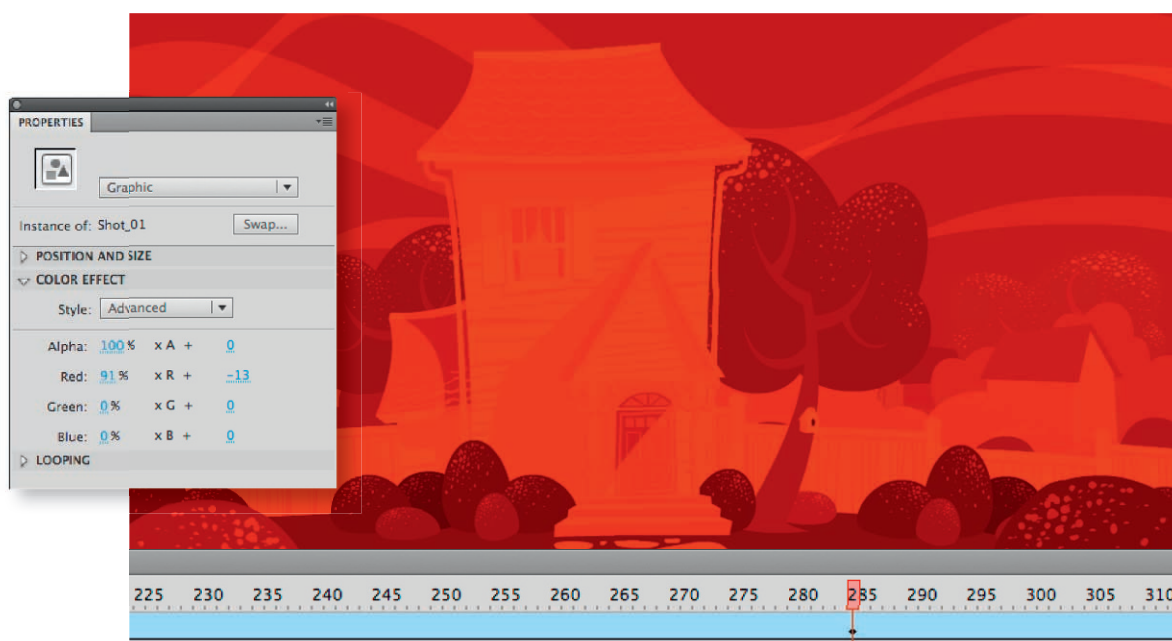 PROPERTIES
Graphic
Instance of: Shot_01 Swap...
POSITION AND SIZE
COLOR EFFECT
Style: Advanced
Alpha: 100 % x A + 0
Red: 91 % x R + -13
Green: 0 % x G + 0
Blue: 0 % x B + 0
LOOPING
225 230 235 240 245 250 255 260 265 270 275 280 285 290 295 300 305 310